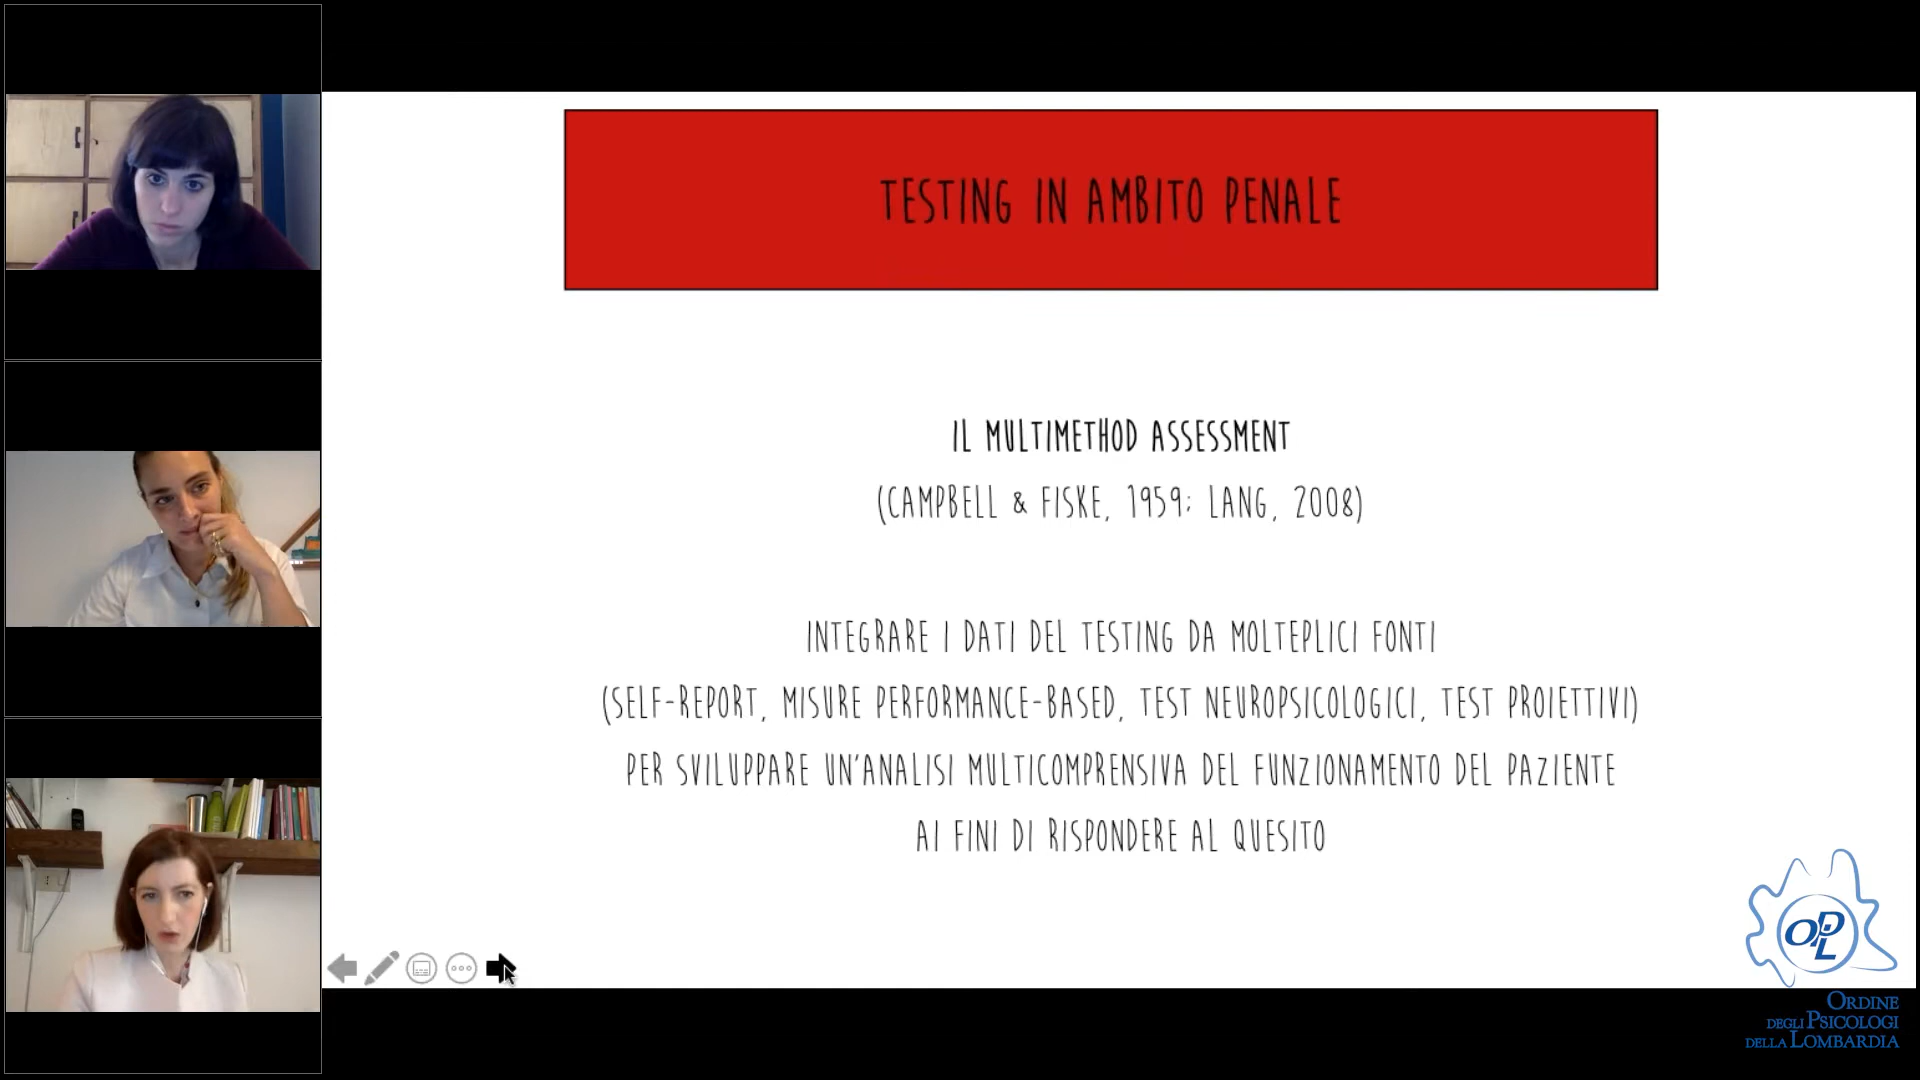 TESTING IN AMBITO PENALE
IL MULTIMETHOD ASSESSMENT
(CAMPBELL & FISKE, 1959; LANG, 2008)
INTEGRARE I DATI DEL TESTING DA MOLTEPLICI FONTI
(SELF-REPORT, MISURE PERFORMANCE-BASED, TEST NEUROPSICOLOGICI, TEST PROIETTIVI)
PER SVILUPPARE UN'ANALISI MULTICOMPRENSIVA DEL FUNZIONAMENTO DEL PAZIENTE
AI FINI DI RISPONDERE AL QUESITO
OPL
ORDINE
DEGLI PSICOLOGI
DELLA LOMBARDIA